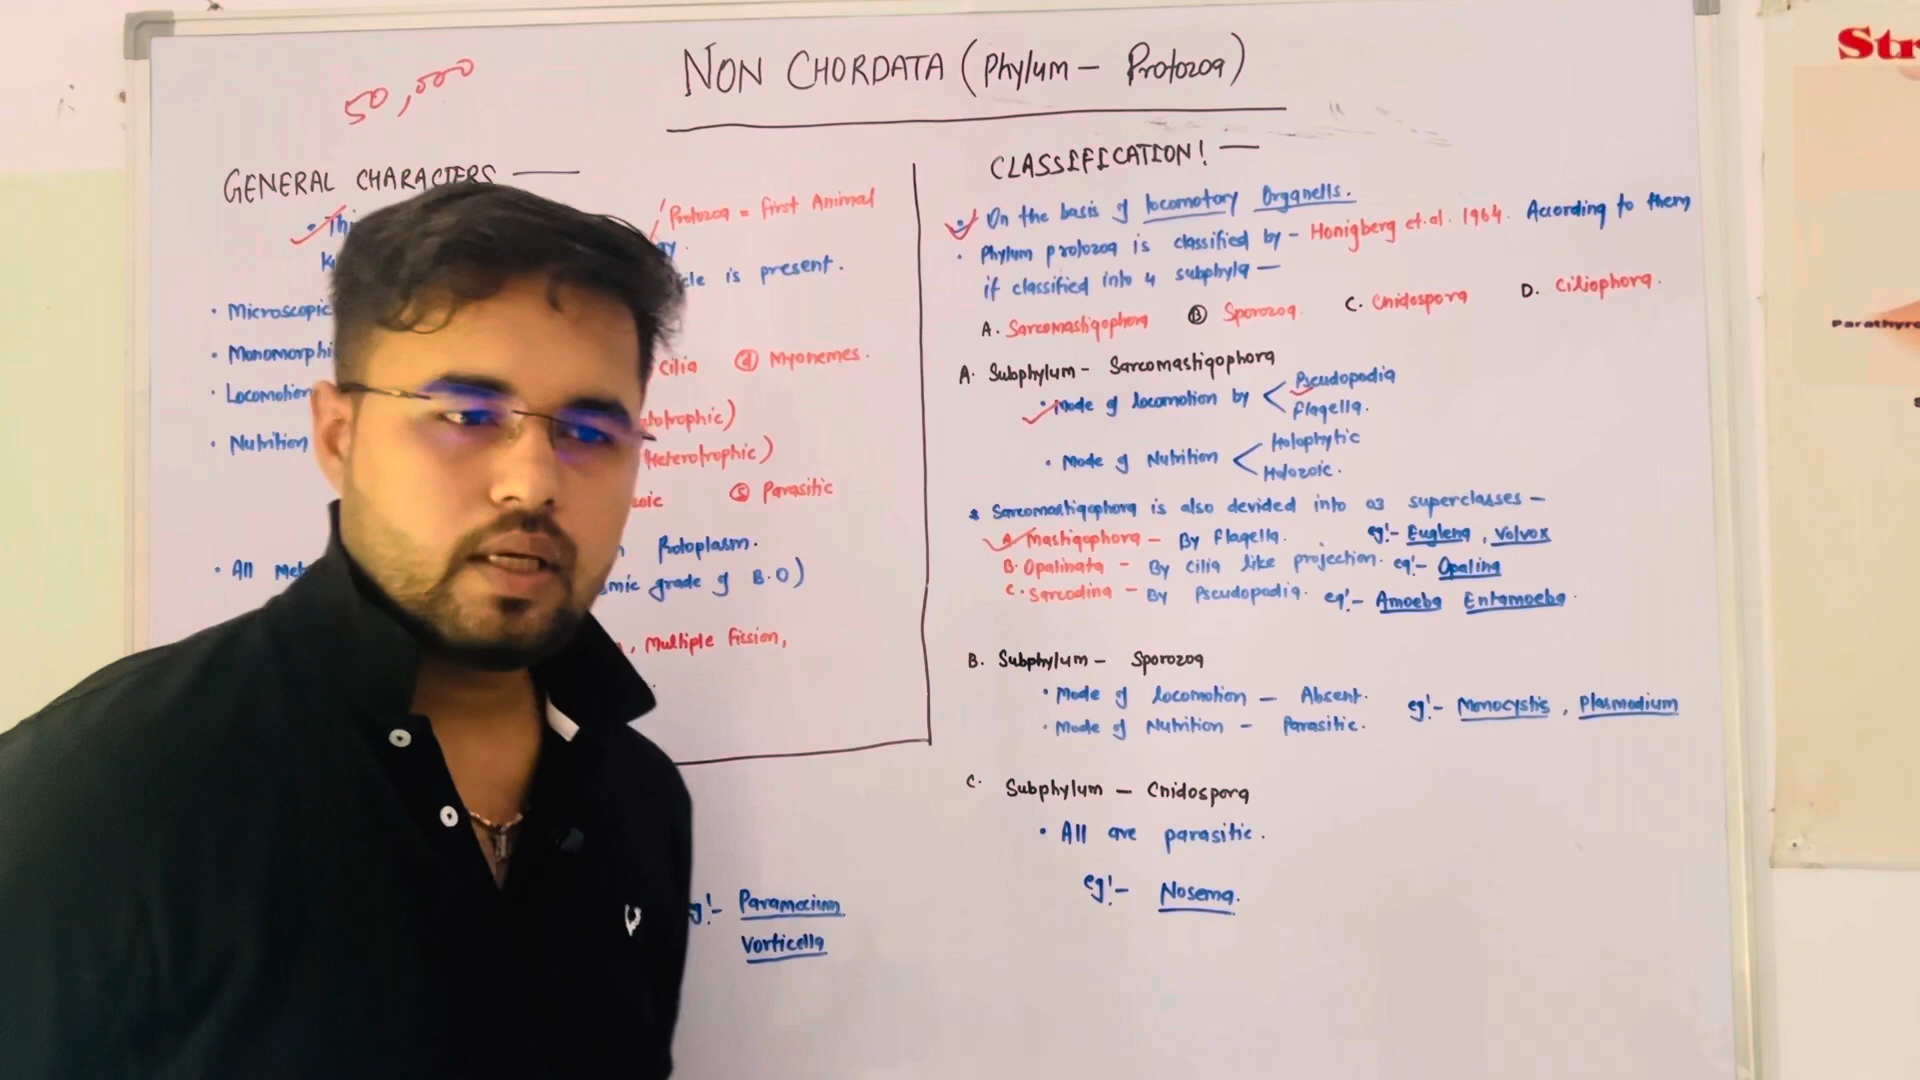 NON CHORDATA (Phylum - Protozoa)
50,000
GENERAL CHARACTERS -
Protozoa = first Animal
is present.
• Microscopic
• Monomorphi
• Locomotion
Cilia ④ Myonemes.
• Nutrition
(Heterotrophic)
⑤ Parasitic
Protoplasm.
• All
grade of B.O)
, Multiple fission,
eg!- Paramecium
Vorticella
CLASSIFICATION! -
• On the basis of locomotory Organells.
• Phylum protozoa is classified by - Honigberg et.al. 1964. According to them
it classified into 4 subphyla -
A. Sarcomastigophora Ⓑ Sporozoa. C. Cnidospora D. Ciliophora.
A. Subphylum - Sarcomastigophora
• Mode of locomotion by < Pseudopodia
flagella.
• Mode of Nutrition < Holophytic
Holozoic.
* Sarcomastigophora is also devided into 03 superclasses -
A. Mastigophora - By flagella. eg!- Euglena, Volvox
B. Opalinata - By cilia like projection. eg!- Opalina
C. Sarcodina - By Pseudopodia. eg!- Amoeba Entamoeba.
B. Subphylum - Sporozoa
• Mode of locomotion - Absent.
• Mode of Nutrition - Parasitic. eg!- Monocystis, Plasmodium
C. Subphylum - Cnidospora
• All are parasitic.
eg!- Nosema.
Str
Parathyro